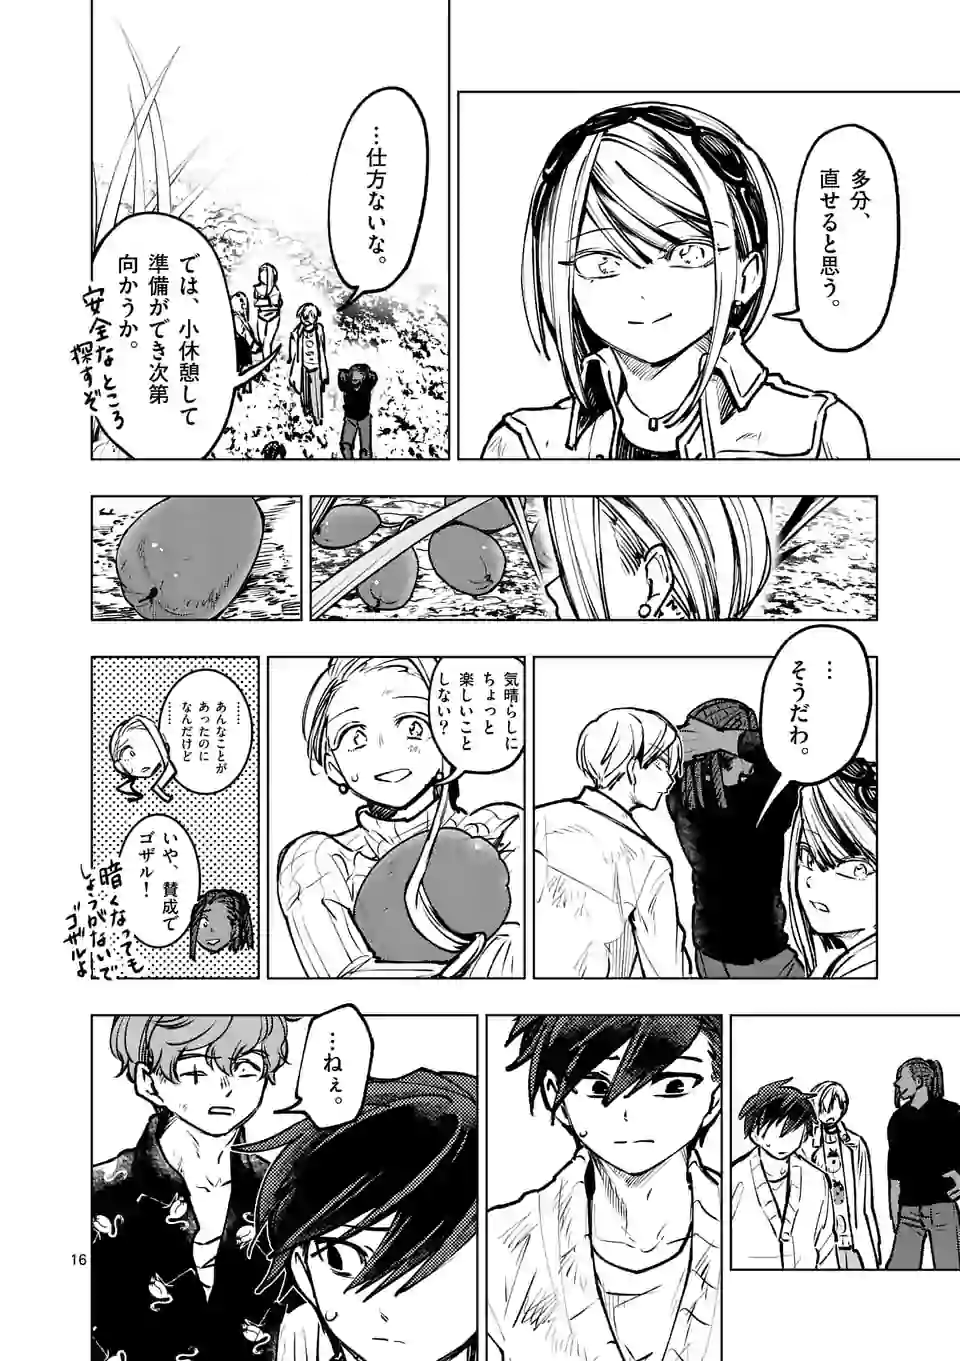 多分、
直せると思う。
…仕方ないな。
では、小休憩して
準備ができ次第
向かうか。
安全なところ
探すぞ
…
そうだわ。
気晴らしに
ちょっと
楽しいこと
しない？
……
あんなことが
あったのに
なんだけど
……
いや、賛成で
ゴザル！
暗くなっても
しょうがないで
ゴザルよ
…ねぇ。
16